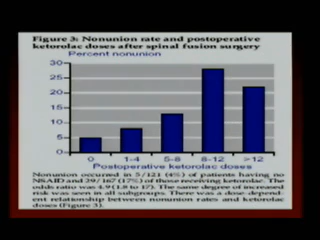 Figure 3: Nonunion rate and postoperative
ketorolac doses after spinal fusion surgery
Percent nonunion
30
25
20
15
10
5
0
0 1-4 5-8 8-12 >12
Postoperative ketorolac doses
Nonunion occurred in 5/121 (4%) of patients having no
NSAID and 29/167 (17%) of those receiving ketorolac. The
odds ratio was 4.9 (1.8 to 17). The same degree of increased
risk was seen in all subgroups. There was a dose-depend-
ent relationship between nonunion rates and ketorolac
doses (Figure 3).